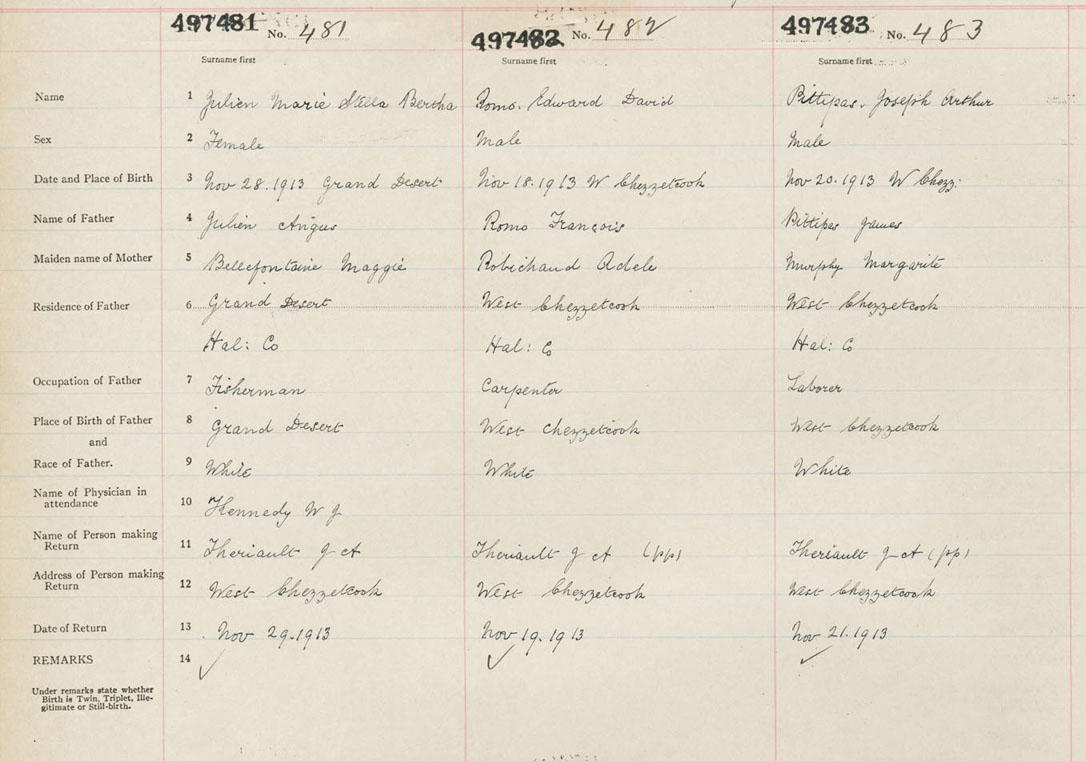 497481 No. 481 497482 No. 482 497483 No. 483
Surname first Surname first Surname first
Name 1 Julien Marie Stella Bertha Romo. Edward David Pittipas. Joseph Arthur
Sex 2 Female Male Male
Date and Place of Birth 3 Nov 28.1913 Grand Desert Nov 18.1913 W Chezzetcook Nov 20.1913 W Chezz.
Name of Father 4 Julien Angus Romo François Pittipas James
Maiden name of Mother 5 Bellefontaine Maggie Robichaud Adele Murphy Margarite
Residence of Father 6 Grand Desert West Chezzetcook West Chezzetcook
Hal: Co Hal: Co Hal: Co
Occupation of Father 7 Fisherman Carpenter Laborer
Place of Birth of Father 8 Grand Desert West Chezzetcook West Chezzetcook
and
Race of Father. 9 White White White
Name of Physician in
attendance 10 Kennedy W J
Name of Person making
Return 11 Theriault J A Theriault J A (pp) Theriault J A (pp)
Address of Person making
Return 12 West Chezzetcook West Chezzetcook West Chezzetcook
Date of Return 13 Nov 29.1913 Nov 19.1913 Nov 21.1913
REMARKS 14
Under remarks state whether
Birth is Twin, Triplet, Ille-
gitimate or Still-birth.